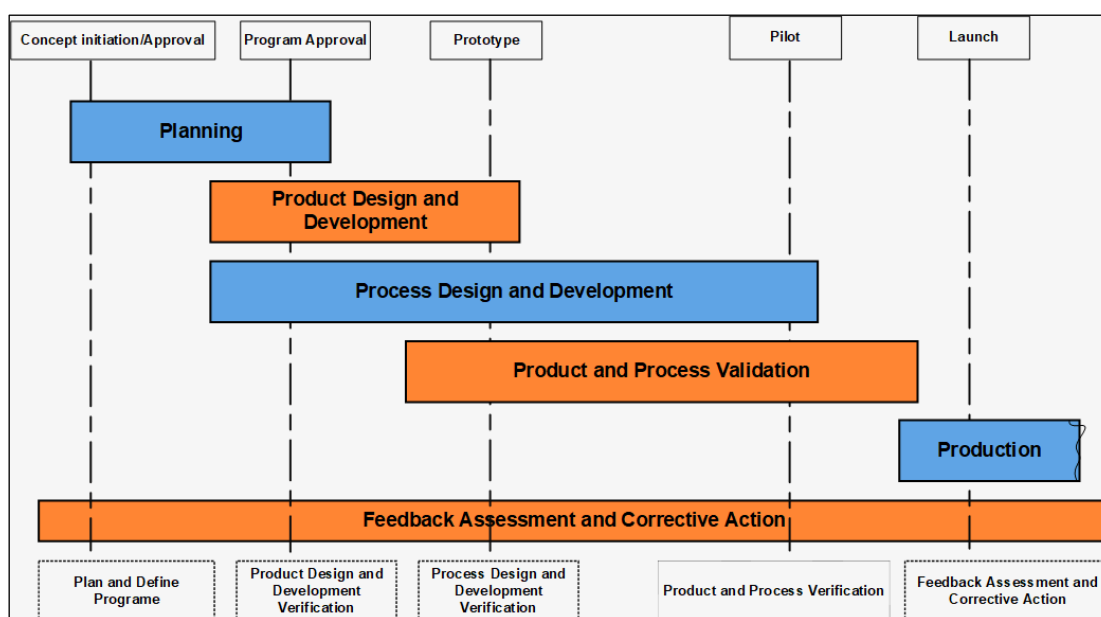 Concept initiation/Approval
Program Approval
Prototype
Pilot
Launch
Planning
Product Design and
Development
Process Design and Development
Product and Process Validation
Production
Feedback Assessment and Corrective Action
Plan and Define
Programe
Product Design and
Development
Verification
Process Design and
Development
Verification
Product and Process Verification
Feedback Assessment and
Corrective Action